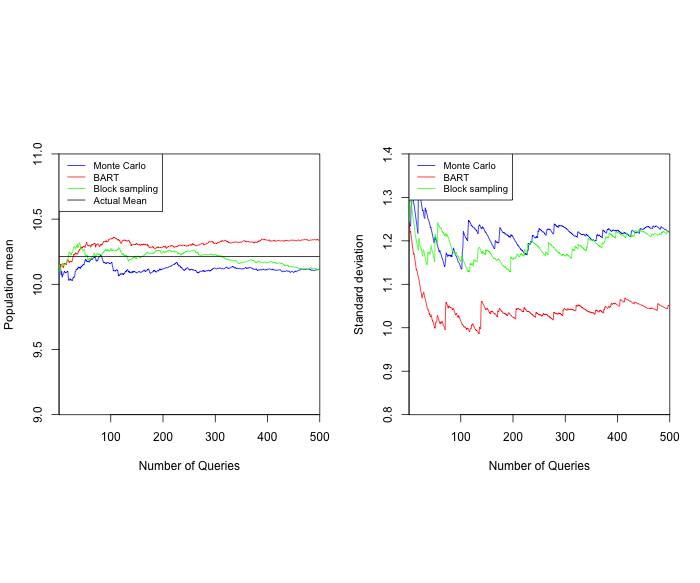 Population mean
11.0
10.5
10.0
9.5
9.0
Monte Carlo
BART
Block sampling
Actual Mean
100 200 300 400 500
Number of Queries
Standard deviation
1.4
1.3
1.2
1.1
1.0
0.9
0.8
Monte Carlo
BART
Block sampling
100 200 300 400 500
Number of Queries